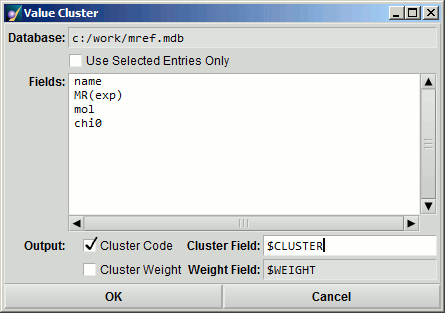 Value Cluster
Database: c:/work/mref.mdb
Use Selected Entries Only
Fields: name
MR(exp)
mol
chi0
Output: Cluster Code Cluster Field: $CLUSTER
Cluster Weight Weight Field: $WEIGHT
OK Cancel